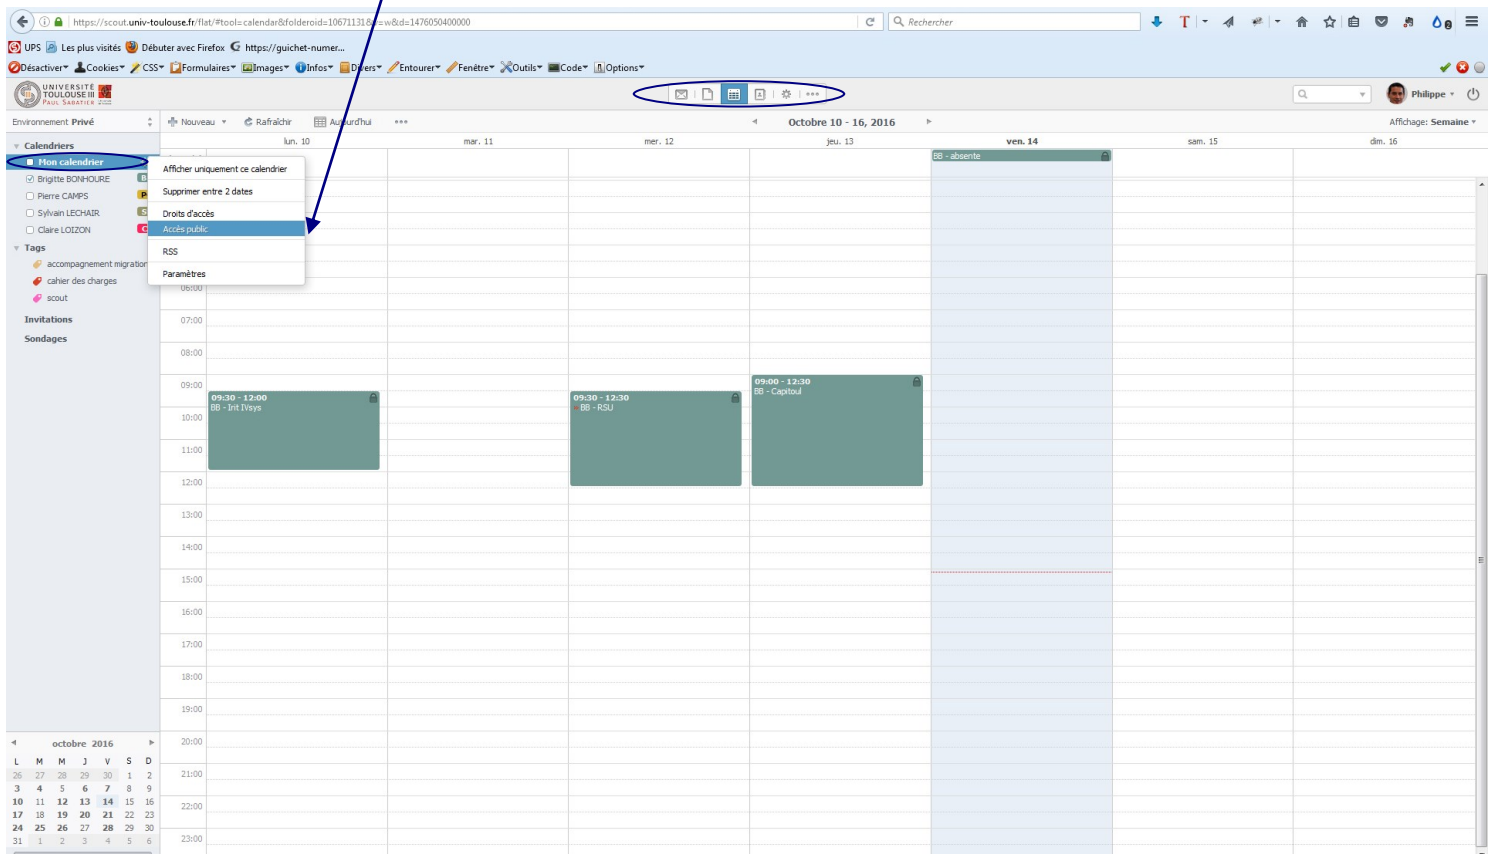 https://scout.univ-toulouse.fr/flat/#tool=calendar&folderoid=10671131&v=w&d=1476050400000
Rechercher
UPS Les plus visités Débuter avec Firefox https://guichet-numer...
Désactiver Cookies CSS Formulaires Images Infos Divers Entourer Fenêtre Outils Code Options
UNIVERSITÉ
TOULOUSE III
PAUL SABATIER
Philippe
Environnement Privé
Nouveau Rafraîchir Aujourd'hui
Octobre 10 - 16, 2016
Affichage: Semaine
Calendriers
Mon calendrier
Brigitte BONHOURE
Pierre CAMPS
Sylvain LECHAIR
Claire LOIZON
Tags
accompagnement migration
cahier des charges
scout
Invitations
Sondages
Afficher uniquement ce calendrier
Supprimer entre 2 dates
Droits d'accès
Accès public
RSS
Paramètres
lun. 10 mar. 11 mer. 12 jeu. 13 ven. 14 sam. 15 dim. 16
BB - absente
06:00
07:00
08:00
09:00
10:00
11:00
12:00
13:00
14:00
15:00
16:00
17:00
18:00
19:00
20:00
21:00
22:00
23:00
09:30 - 12:00
BB - Init IVsys
09:30 - 12:30
BB - RSU
09:00 - 12:30
BB - Capitoul
octobre 2016
L M M J V S D
26 27 28 29 30 1 2
3 4 5 6 7 8 9
10 11 12 13 14 15 16
17 18 19 20 21 22 23
24 25 26 27 28 29 30
31 1 2 3 4 5 6